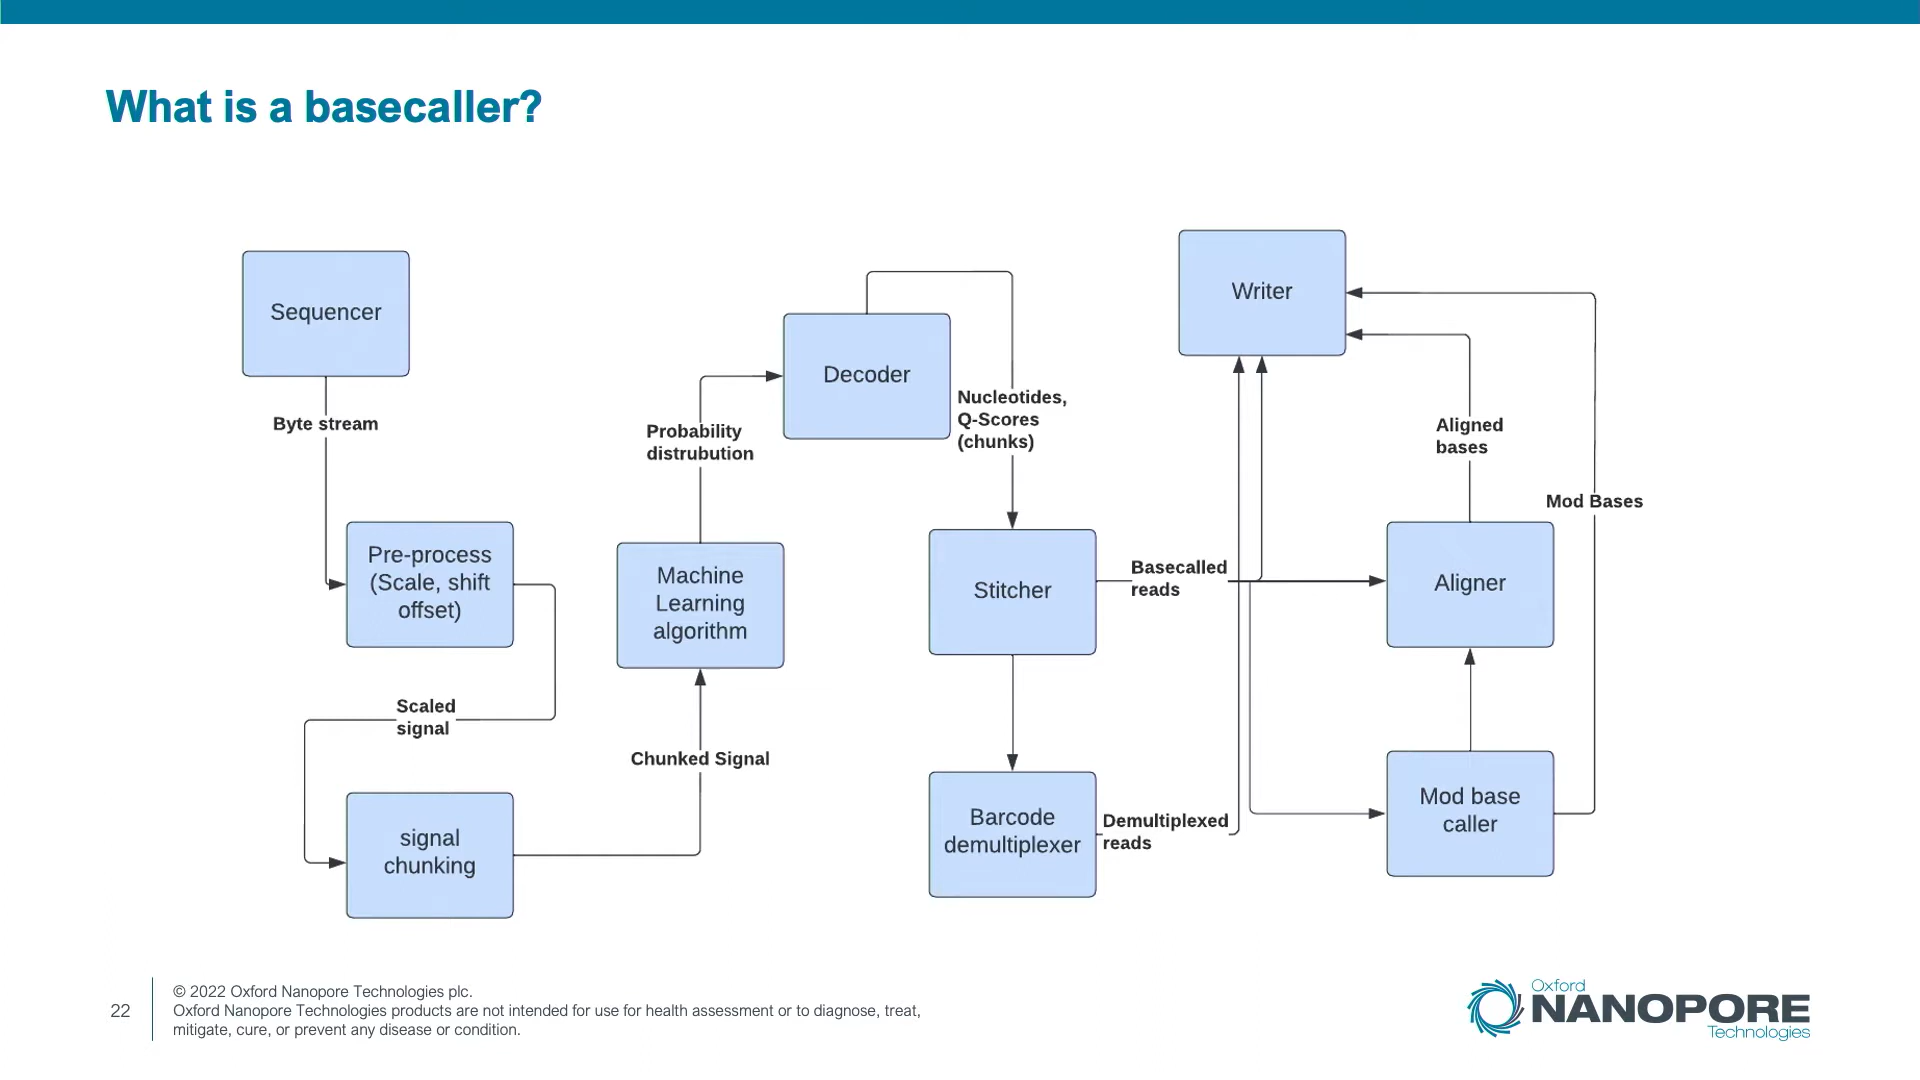 What is a basecaller?
Sequencer
Byte stream
Pre-process
(Scale, shift
offset)
Scaled
signal
signal
chunking
Chunked Signal
Machine
Learning
algorithm
Probability
distrubution
Decoder
Nucleotides,
Q-Scores
(chunks)
Stitcher
Barcode
demultiplexer
Basecalled
reads
Demultiplexed
reads
Writer
Aligned
bases
Mod Bases
Aligner
Mod base
caller
22
© 2022 Oxford Nanopore Technologies plc.
Oxford Nanopore Technologies products are not intended for use for health assessment or to diagnose, treat,
mitigate, cure, or prevent any disease or condition.
Oxford
NANOPORE
Technologies